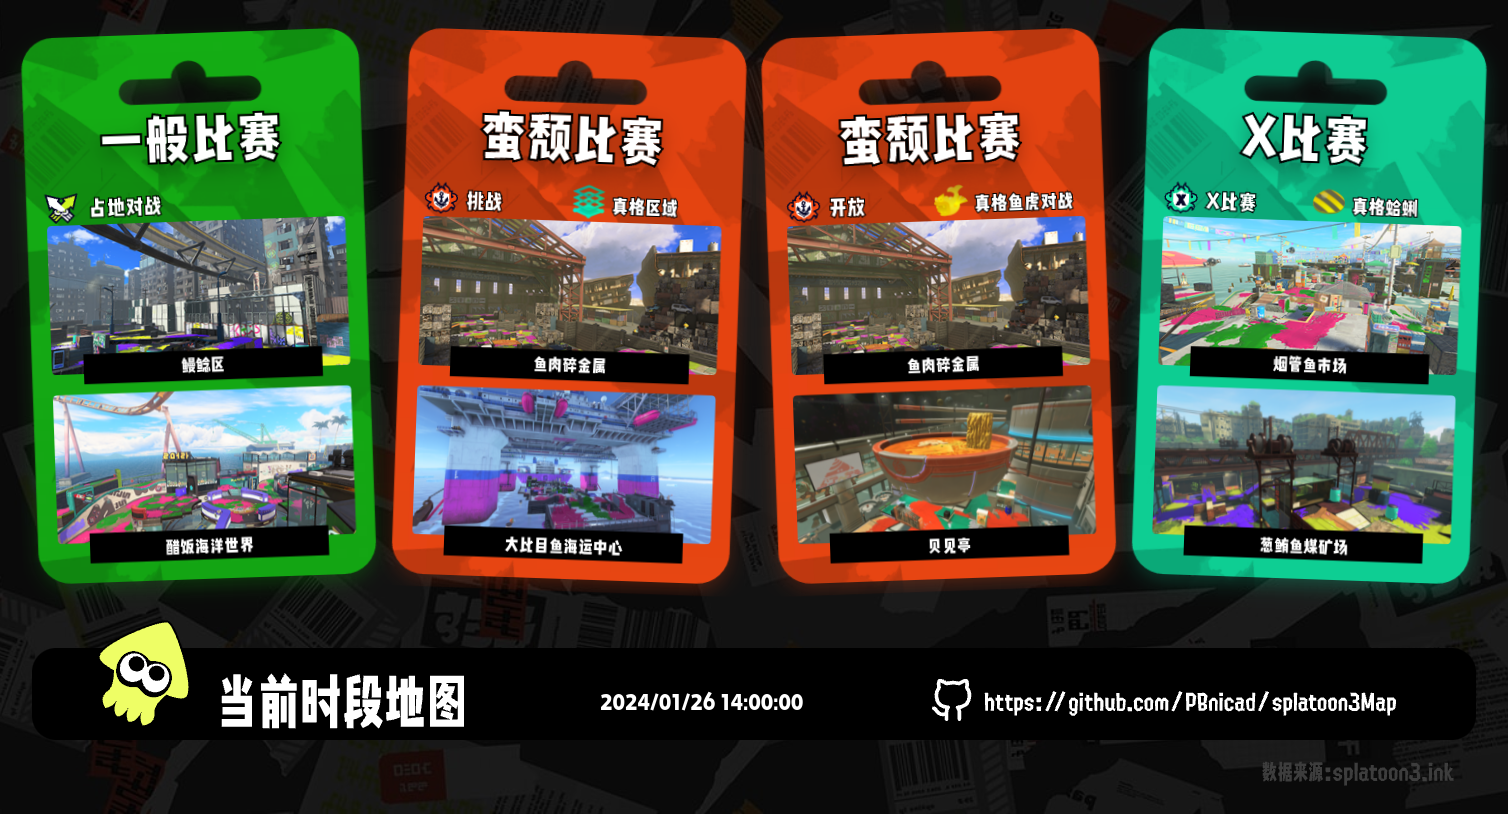 一般比赛
占地对战
鳗鲶区
醋饭海洋世界
蛮颓比赛
挑战
真格区域
鱼肉碎金属
大比目鱼海运中心
蛮颓比赛
开放
真格鱼虎对战
鱼肉碎金属
贝见亭
X比赛
X比赛
真格蛤蜊
烟管鱼市场
葱鲔鱼煤矿场
当前时段地图
2024/01/26 14:00:00
https://github.com/PBnicad/splatoon3Map
数据来源:splatoon3.ink